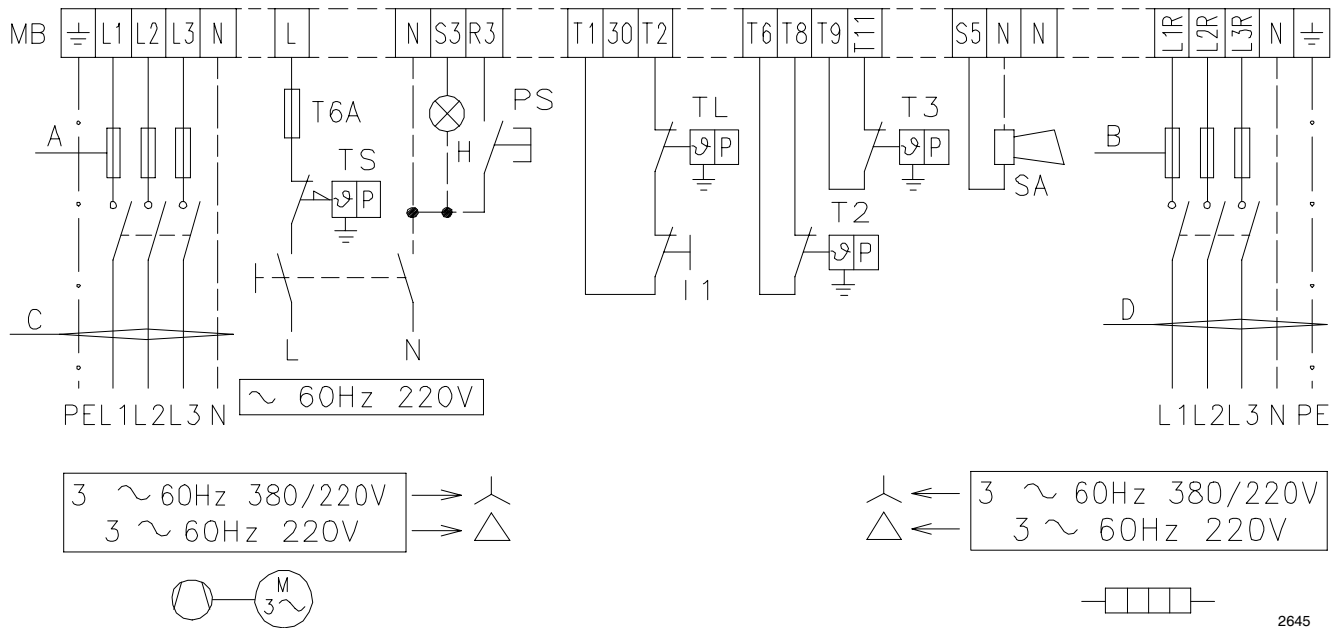 MB L1 L2 L3 N L N S3 R3 T1 30 T2 T6 T8 T9 T11 S5 N N L1R L2R L3R N
T6A
PS
TL
T3
A
B
H
P
P
TS
SA
P
T2
P
I1
C
D
L
N
~ 60Hz 220V
PE L1 L2 L3 N
L1 L2 L3 N PE
3 ~ 60Hz 380/220V
3 ~ 60Hz 220V
3 ~ 60Hz 380/220V
3 ~ 60Hz 220V
M
3~
2645